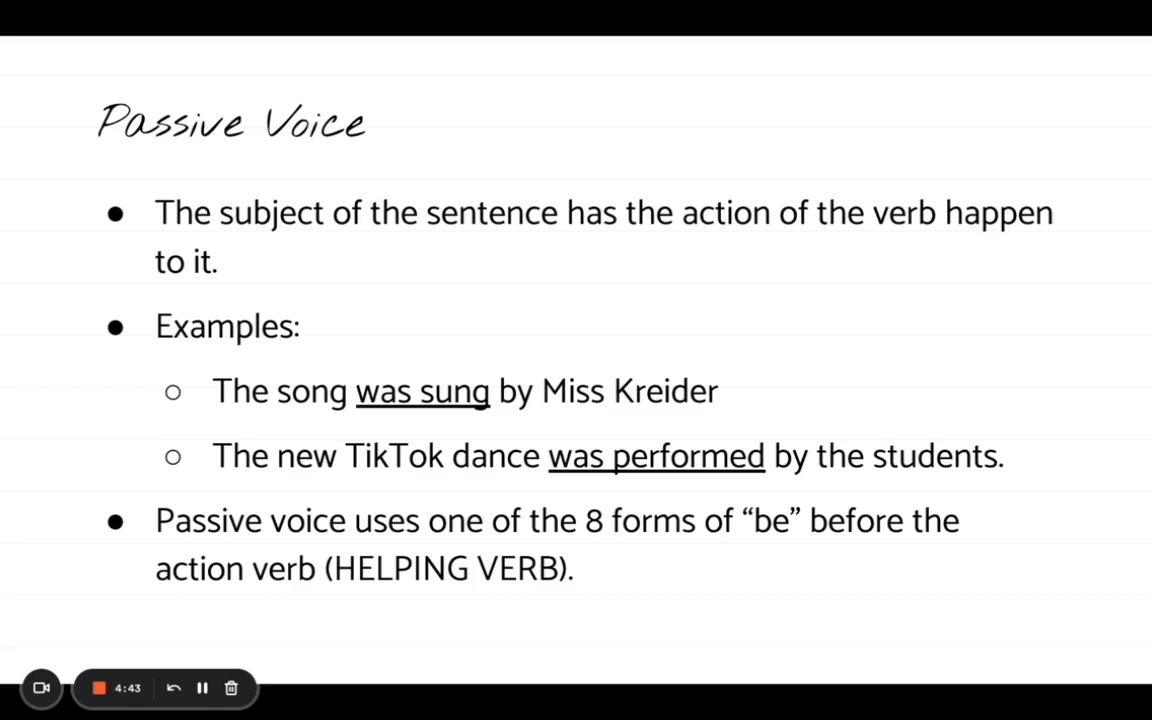 Passive Voice
● The subject of the sentence has the action of the verb happen
to it.
● Examples:
○ The song was sung by Miss Kreider
○ The new TikTok dance was performed by the students.
● Passive voice uses one of the 8 forms of “be” before the
action verb (HELPING VERB).
4:43